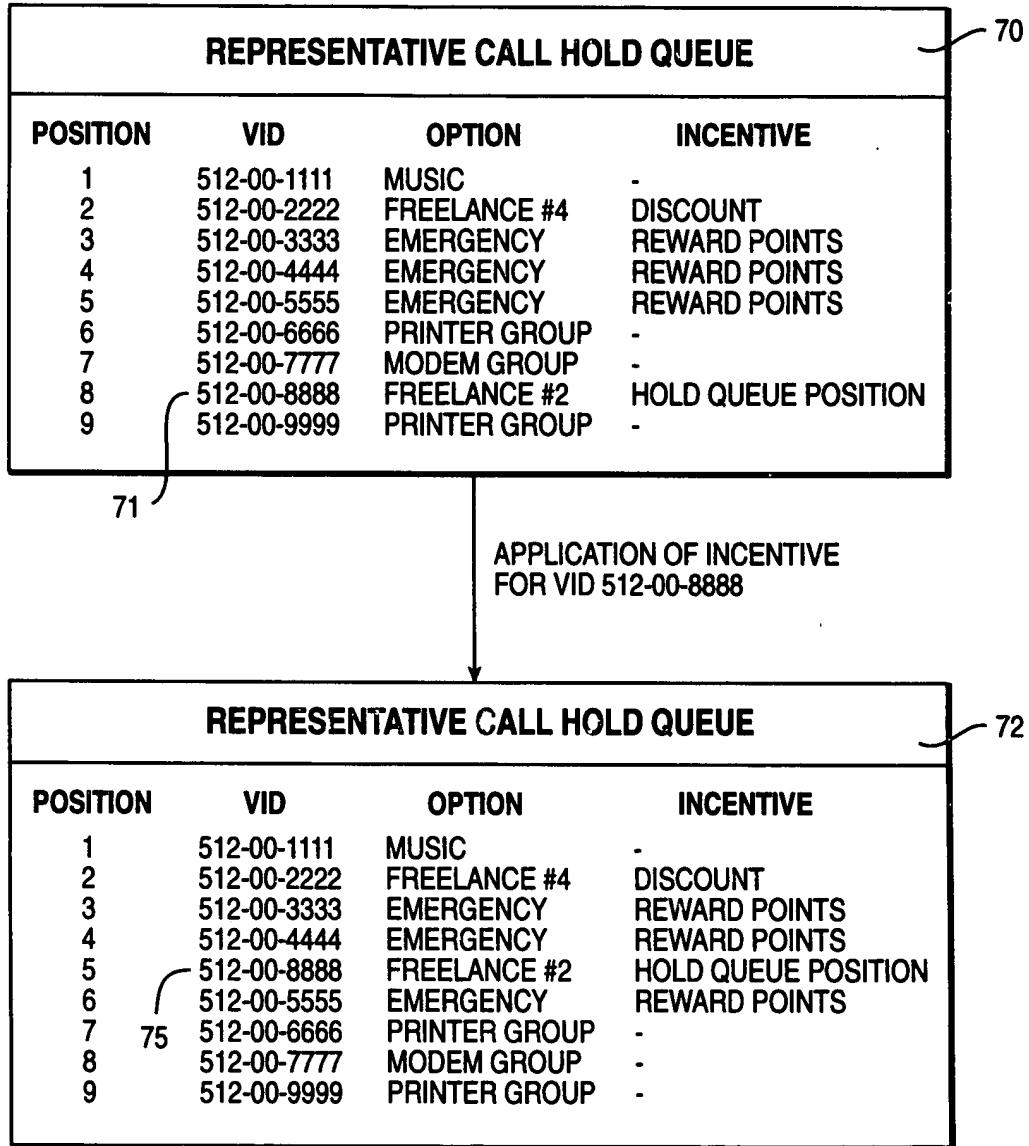 REPRESENTATIVE CALL HOLD QUEUE
70
POSITION VID OPTION INCENTIVE
1 512-00-1111 MUSIC -
2 512-00-2222 FREELANCE #4 DISCOUNT
3 512-00-3333 EMERGENCY REWARD POINTS
4 512-00-4444 EMERGENCY REWARD POINTS
5 512-00-5555 EMERGENCY REWARD POINTS
6 512-00-6666 PRINTER GROUP -
7 512-00-7777 MODEM GROUP -
8 512-00-8888 FREELANCE #2 HOLD QUEUE POSITION
9 512-00-9999 PRINTER GROUP -
71
APPLICATION OF INCENTIVE
FOR VID 512-00-8888
REPRESENTATIVE CALL HOLD QUEUE
72
POSITION VID OPTION INCENTIVE
1 512-00-1111 MUSIC -
2 512-00-2222 FREELANCE #4 DISCOUNT
3 512-00-3333 EMERGENCY REWARD POINTS
4 512-00-4444 EMERGENCY REWARD POINTS
5 512-00-8888 FREELANCE #2 HOLD QUEUE POSITION
6 512-00-5555 EMERGENCY REWARD POINTS
7 512-00-6666 PRINTER GROUP -
75
8 512-00-7777 MODEM GROUP -
9 512-00-9999 PRINTER GROUP -